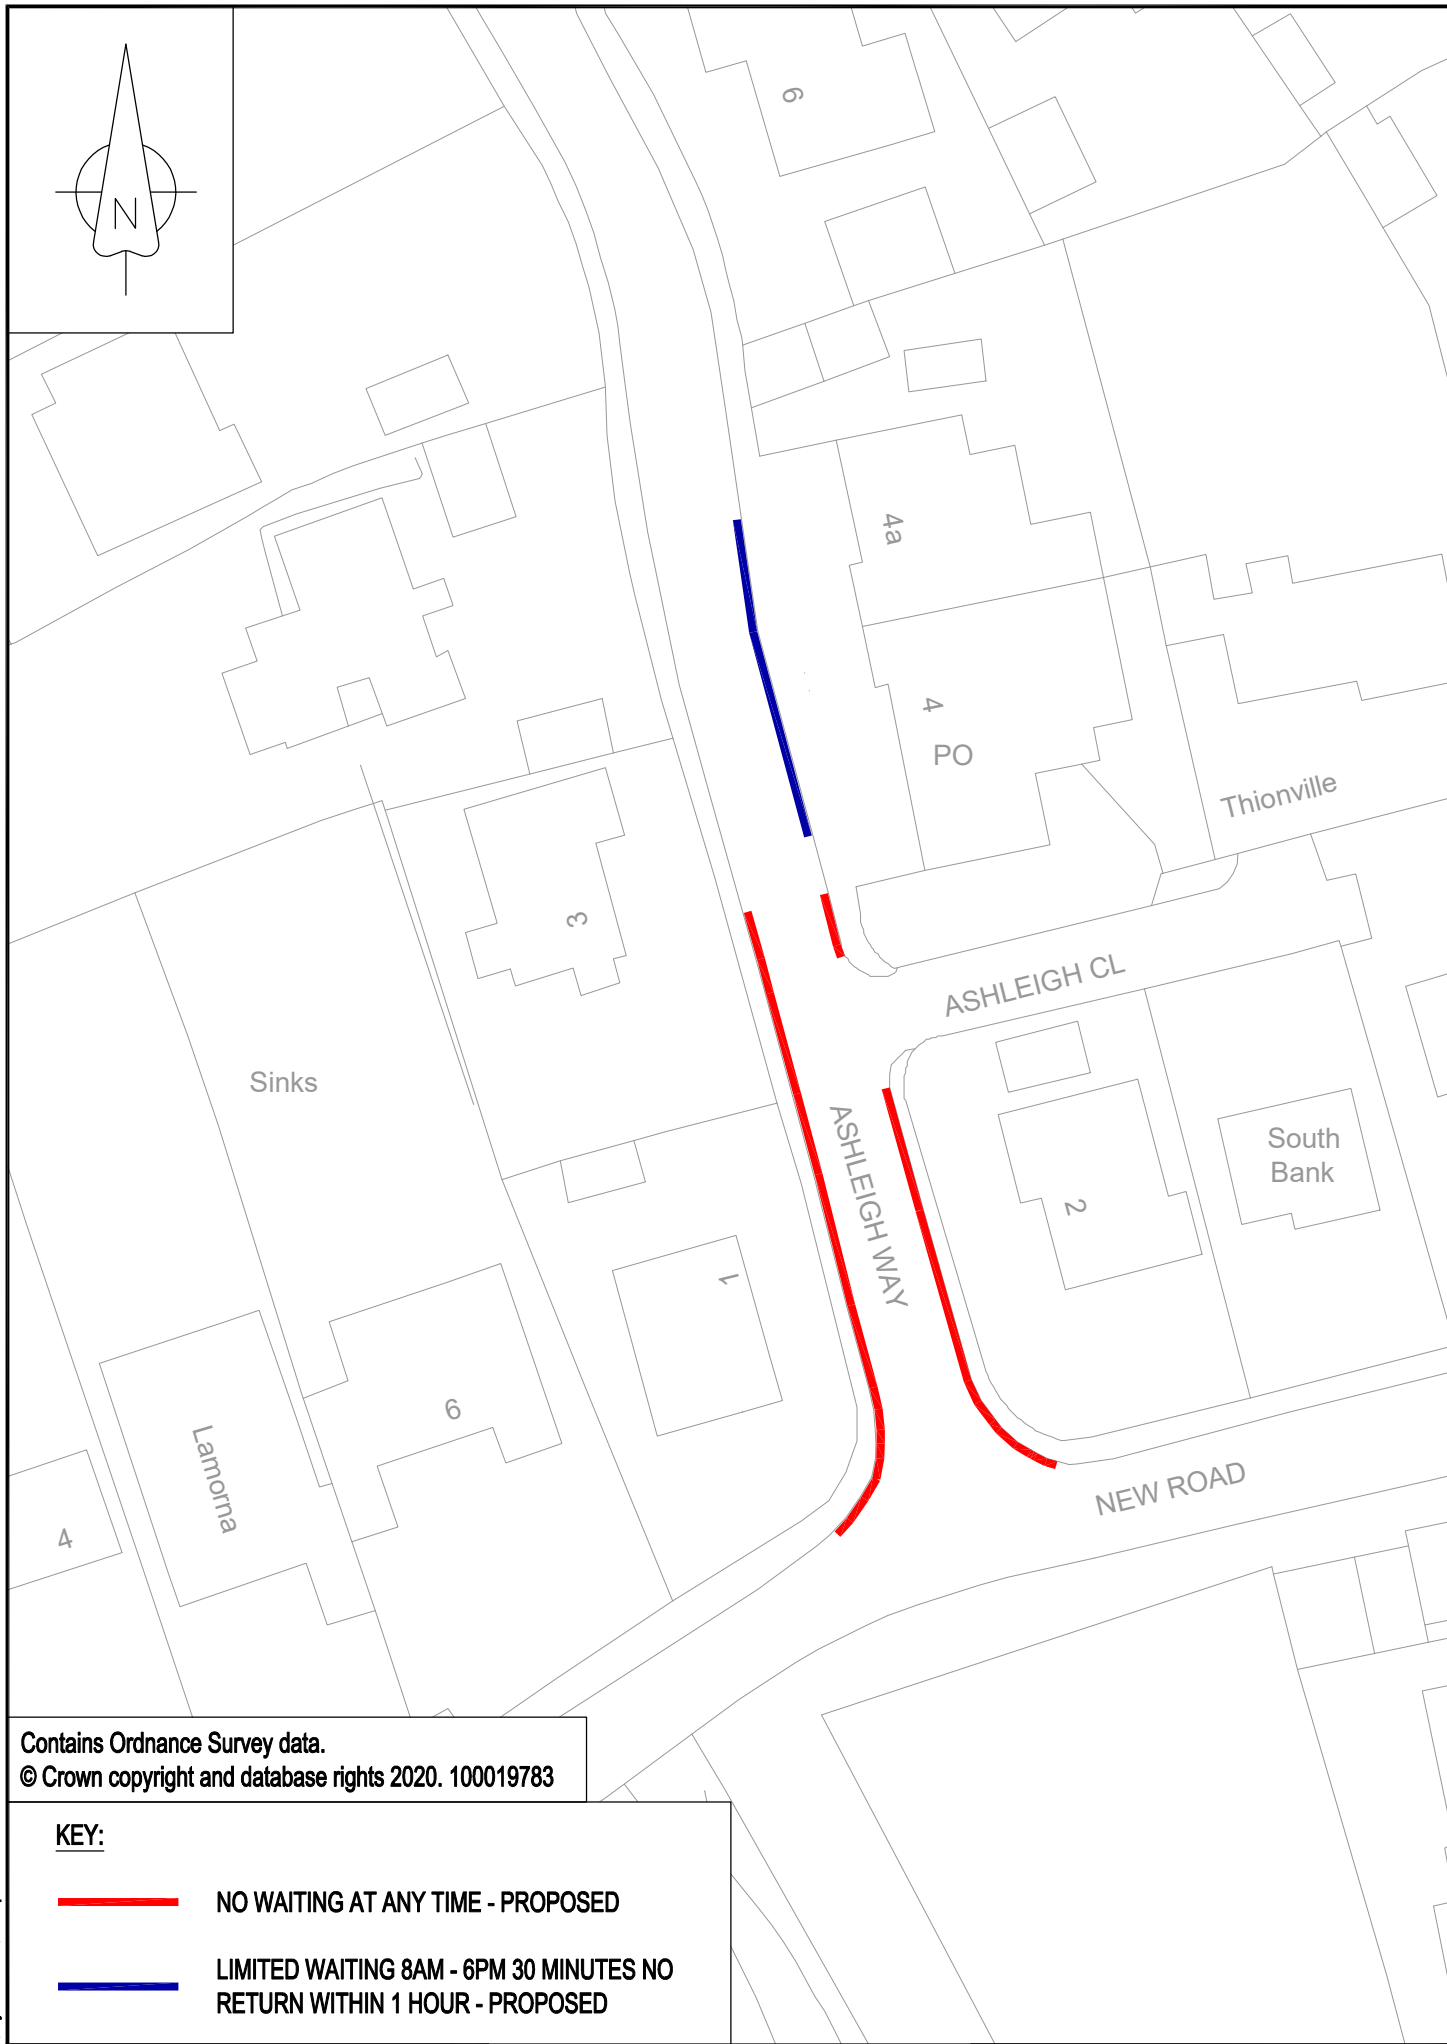 N
6
4a
4
PO
Thionville
3
ASHLEIGH CL
Sinks
ASHLEIGH WAY
South
Bank
2
1
6
Lamorna
4
NEW ROAD
Contains Ordnance Survey data.
© Crown copyright and database rights 2020. 100019783
KEY:
NO WAITING AT ANY TIME - PROPOSED
LIMITED WAITING 8AM - 6PM 30 MINUTES NO
RETURN WITHIN 1 HOUR - PROPOSED